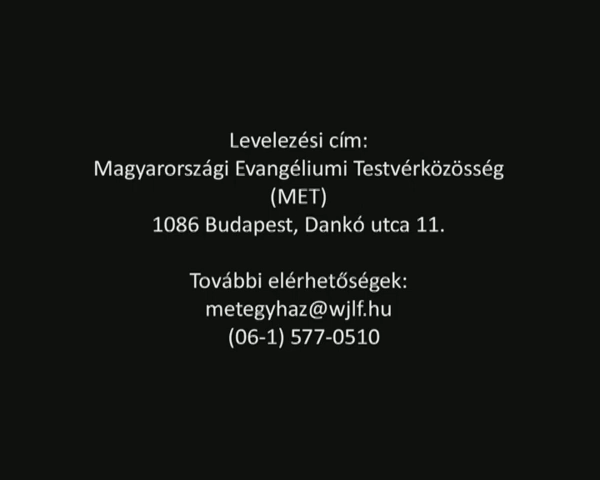 Levelezési cím:
Magyarországi Evangéliumi Testvérközösség
(MET)
1086 Budapest, Dankó utca 11.
További elérhetőségek:
metegyhaz@wjlf.hu
(06-1) 577-0510